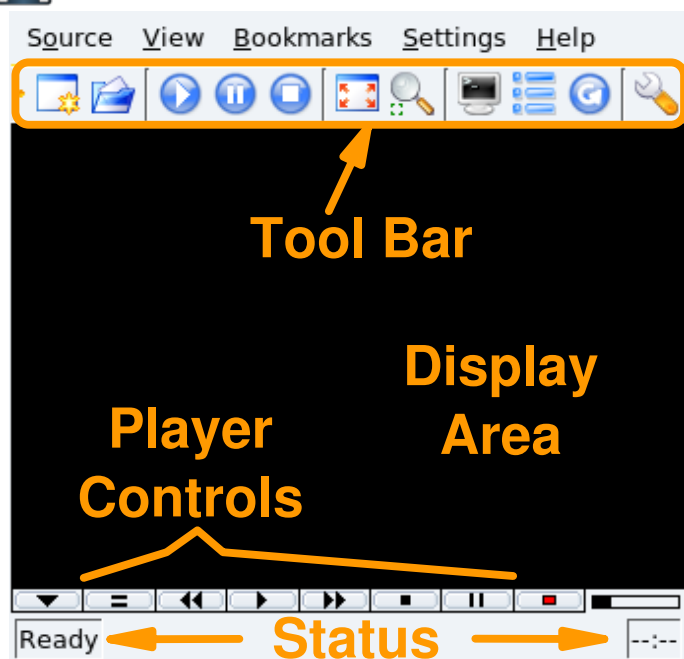 Source View Bookmarks Settings Help
Tool Bar
Display
Area
Player
Controls
Ready Status --:--